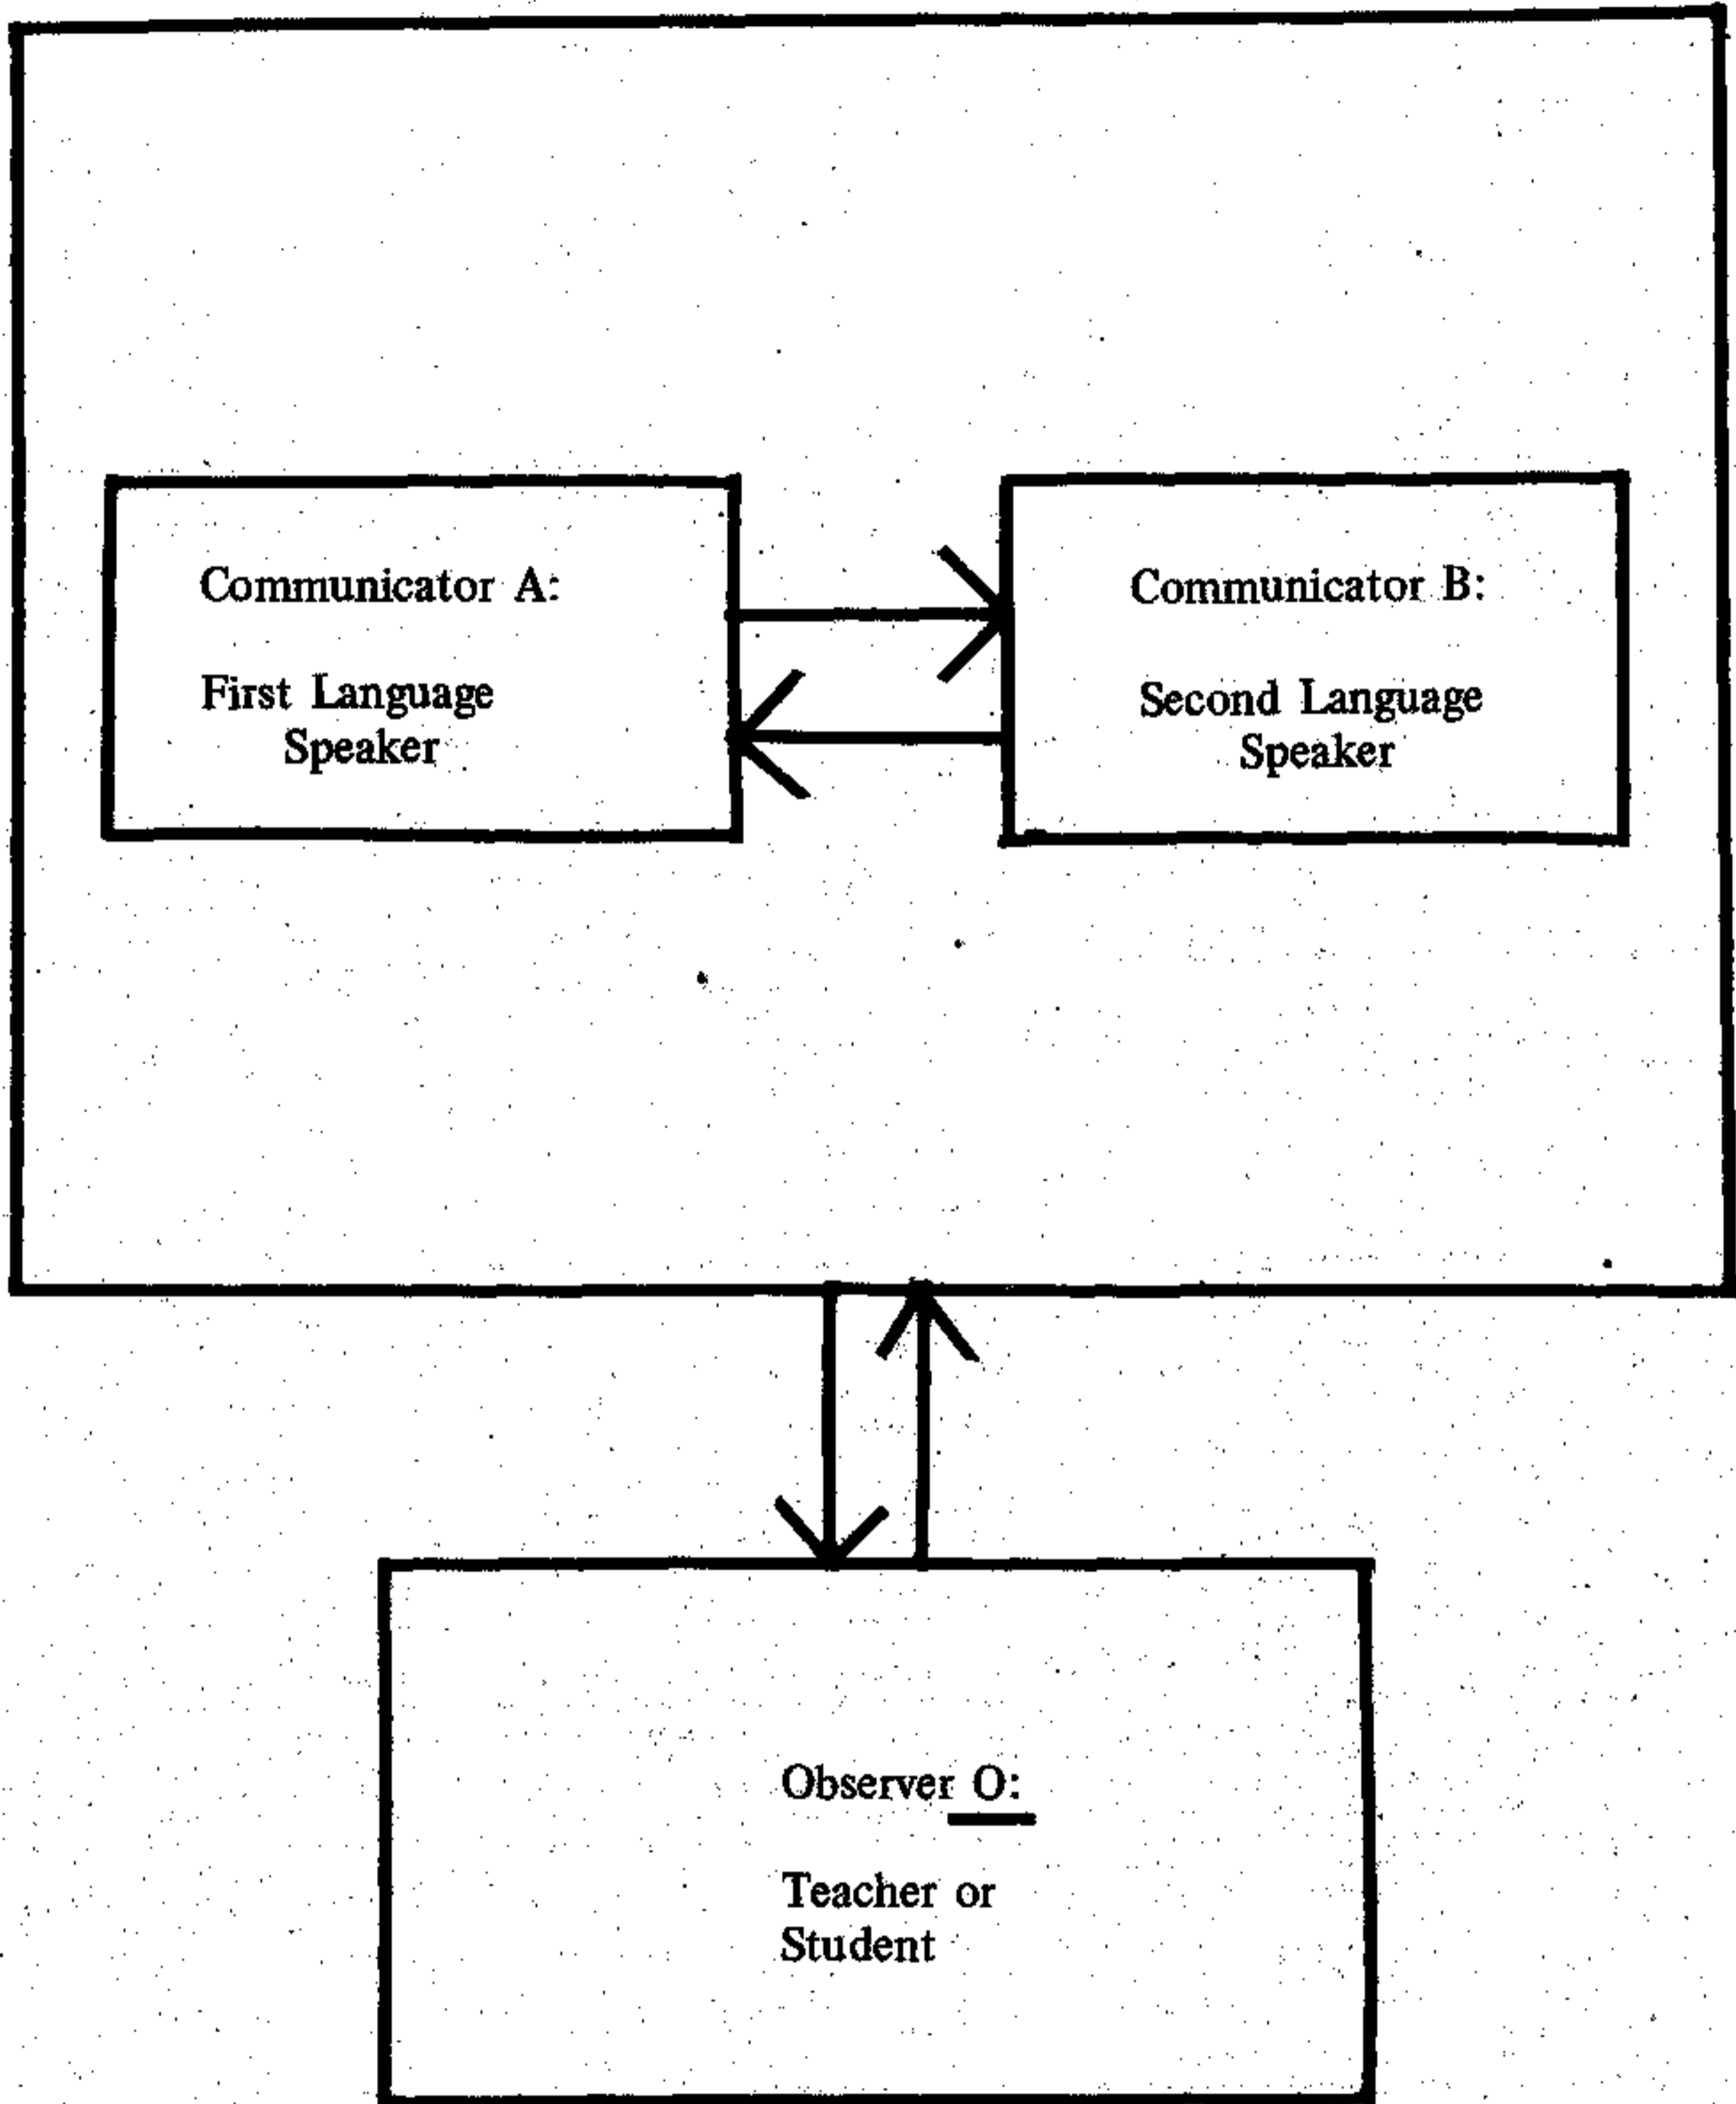 Communicator A:
First Language
Speaker
Communicator B:
Second Language
Speaker
Observer O:
Teacher or
Student